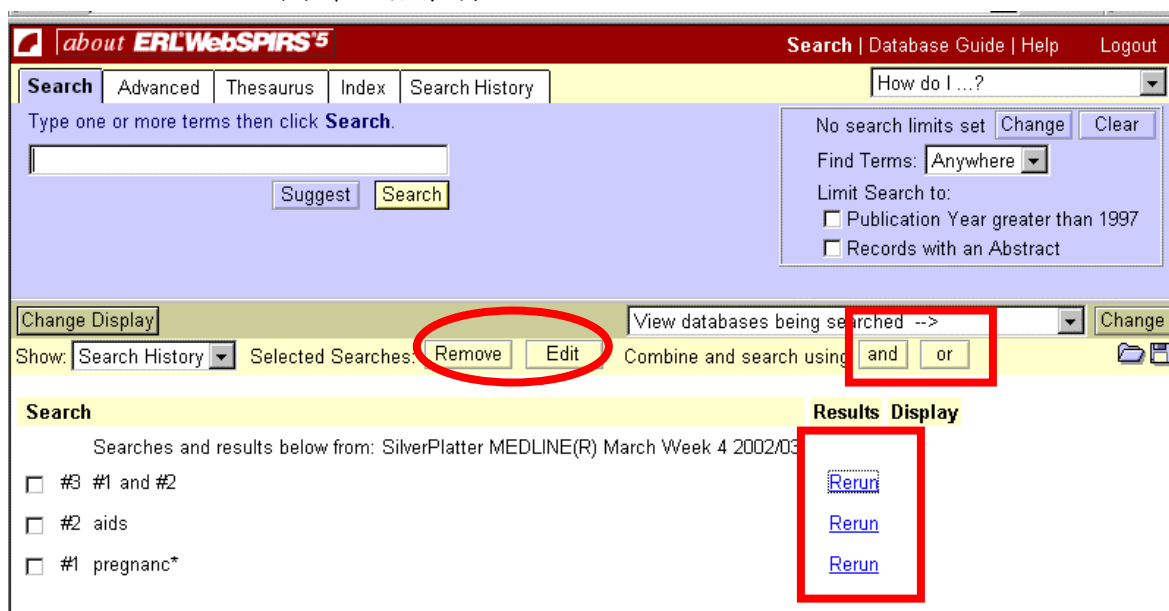 about ERL®WebSPIRS®5
Search | Database Guide | Help Logout
Search Advanced Thesaurus Index Search History
How do I ...?
Type one or more terms then click Search.
No search limits set Change Clear
Find Terms: Anywhere
Suggest Search
Limit Search to:
Publication Year greater than 1997
Records with an Abstract
Change Display
View databases being searched -->
Change
Show: Search History Selected Searches: Remove Edit Combine and search using and or
Search Results Display
Searches and results below from: SilverPlatter MEDLINE(R) March Week 4 2002/03
#3 #1 and #2 Rerun
#2 aids Rerun
#1 pregnanc* Rerun